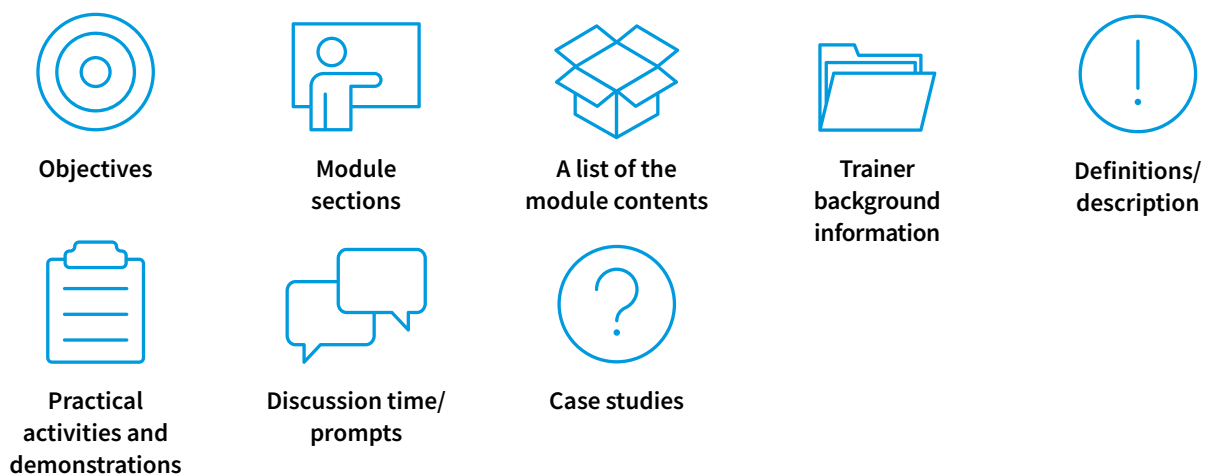 Objectives
Module
sections
A list of the
module contents
Trainer
background
information
Definitions/
description
Practical
activities and
demonstrations
Discussion time/
prompts
Case studies